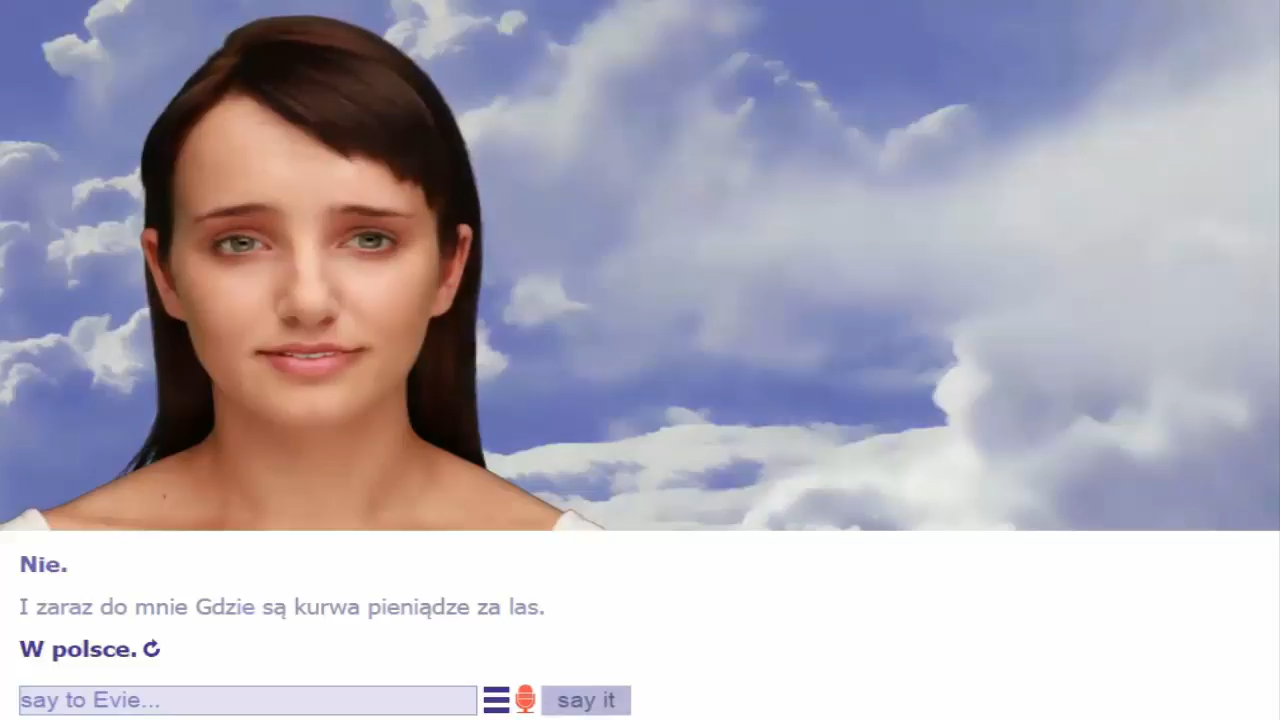 Nie.
I zaraz do mnie Gdzie są kurwa pieniądze za las.
W polsce.
say to Evie... say it